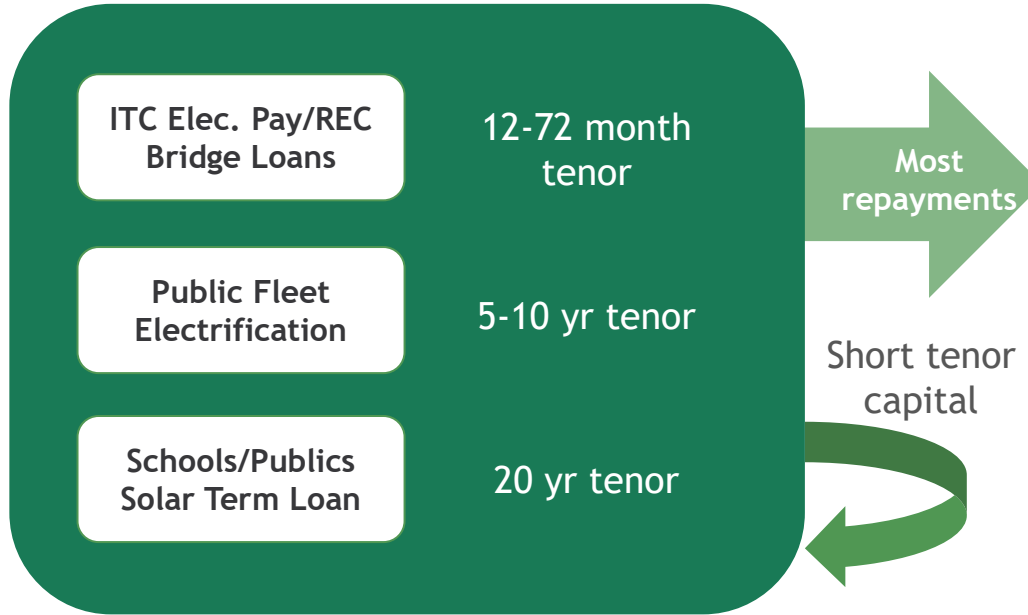 ITC Elec. Pay/REC
Bridge Loans
12-72 month
tenor
Most
repayments
Public Fleet
Electrification
5-10 yr tenor
Short tenor
capital
Schools/Publics
Solar Term Loan
20 yr tenor